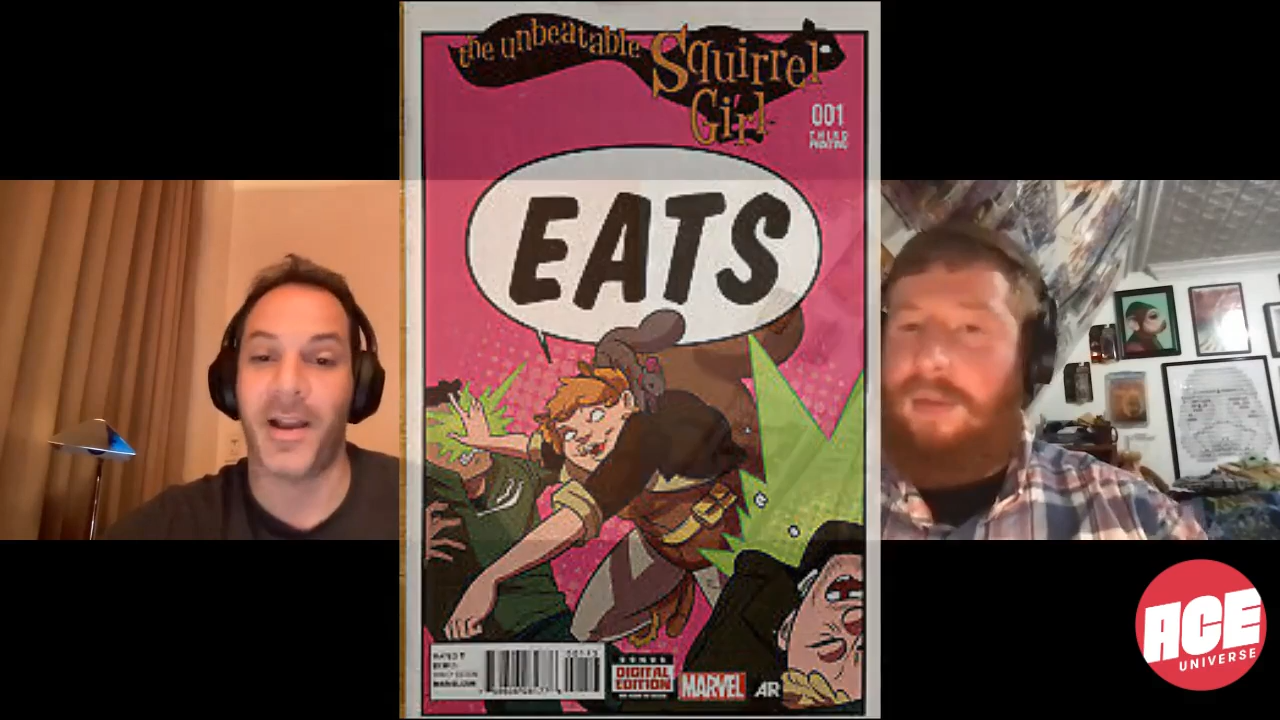 the unbeatable
Squirrel
Girl
001
THIRD
PRINTING
EATS
DIGITAL
EDITION
MARVEL
AR
ACE
UNIVERSE